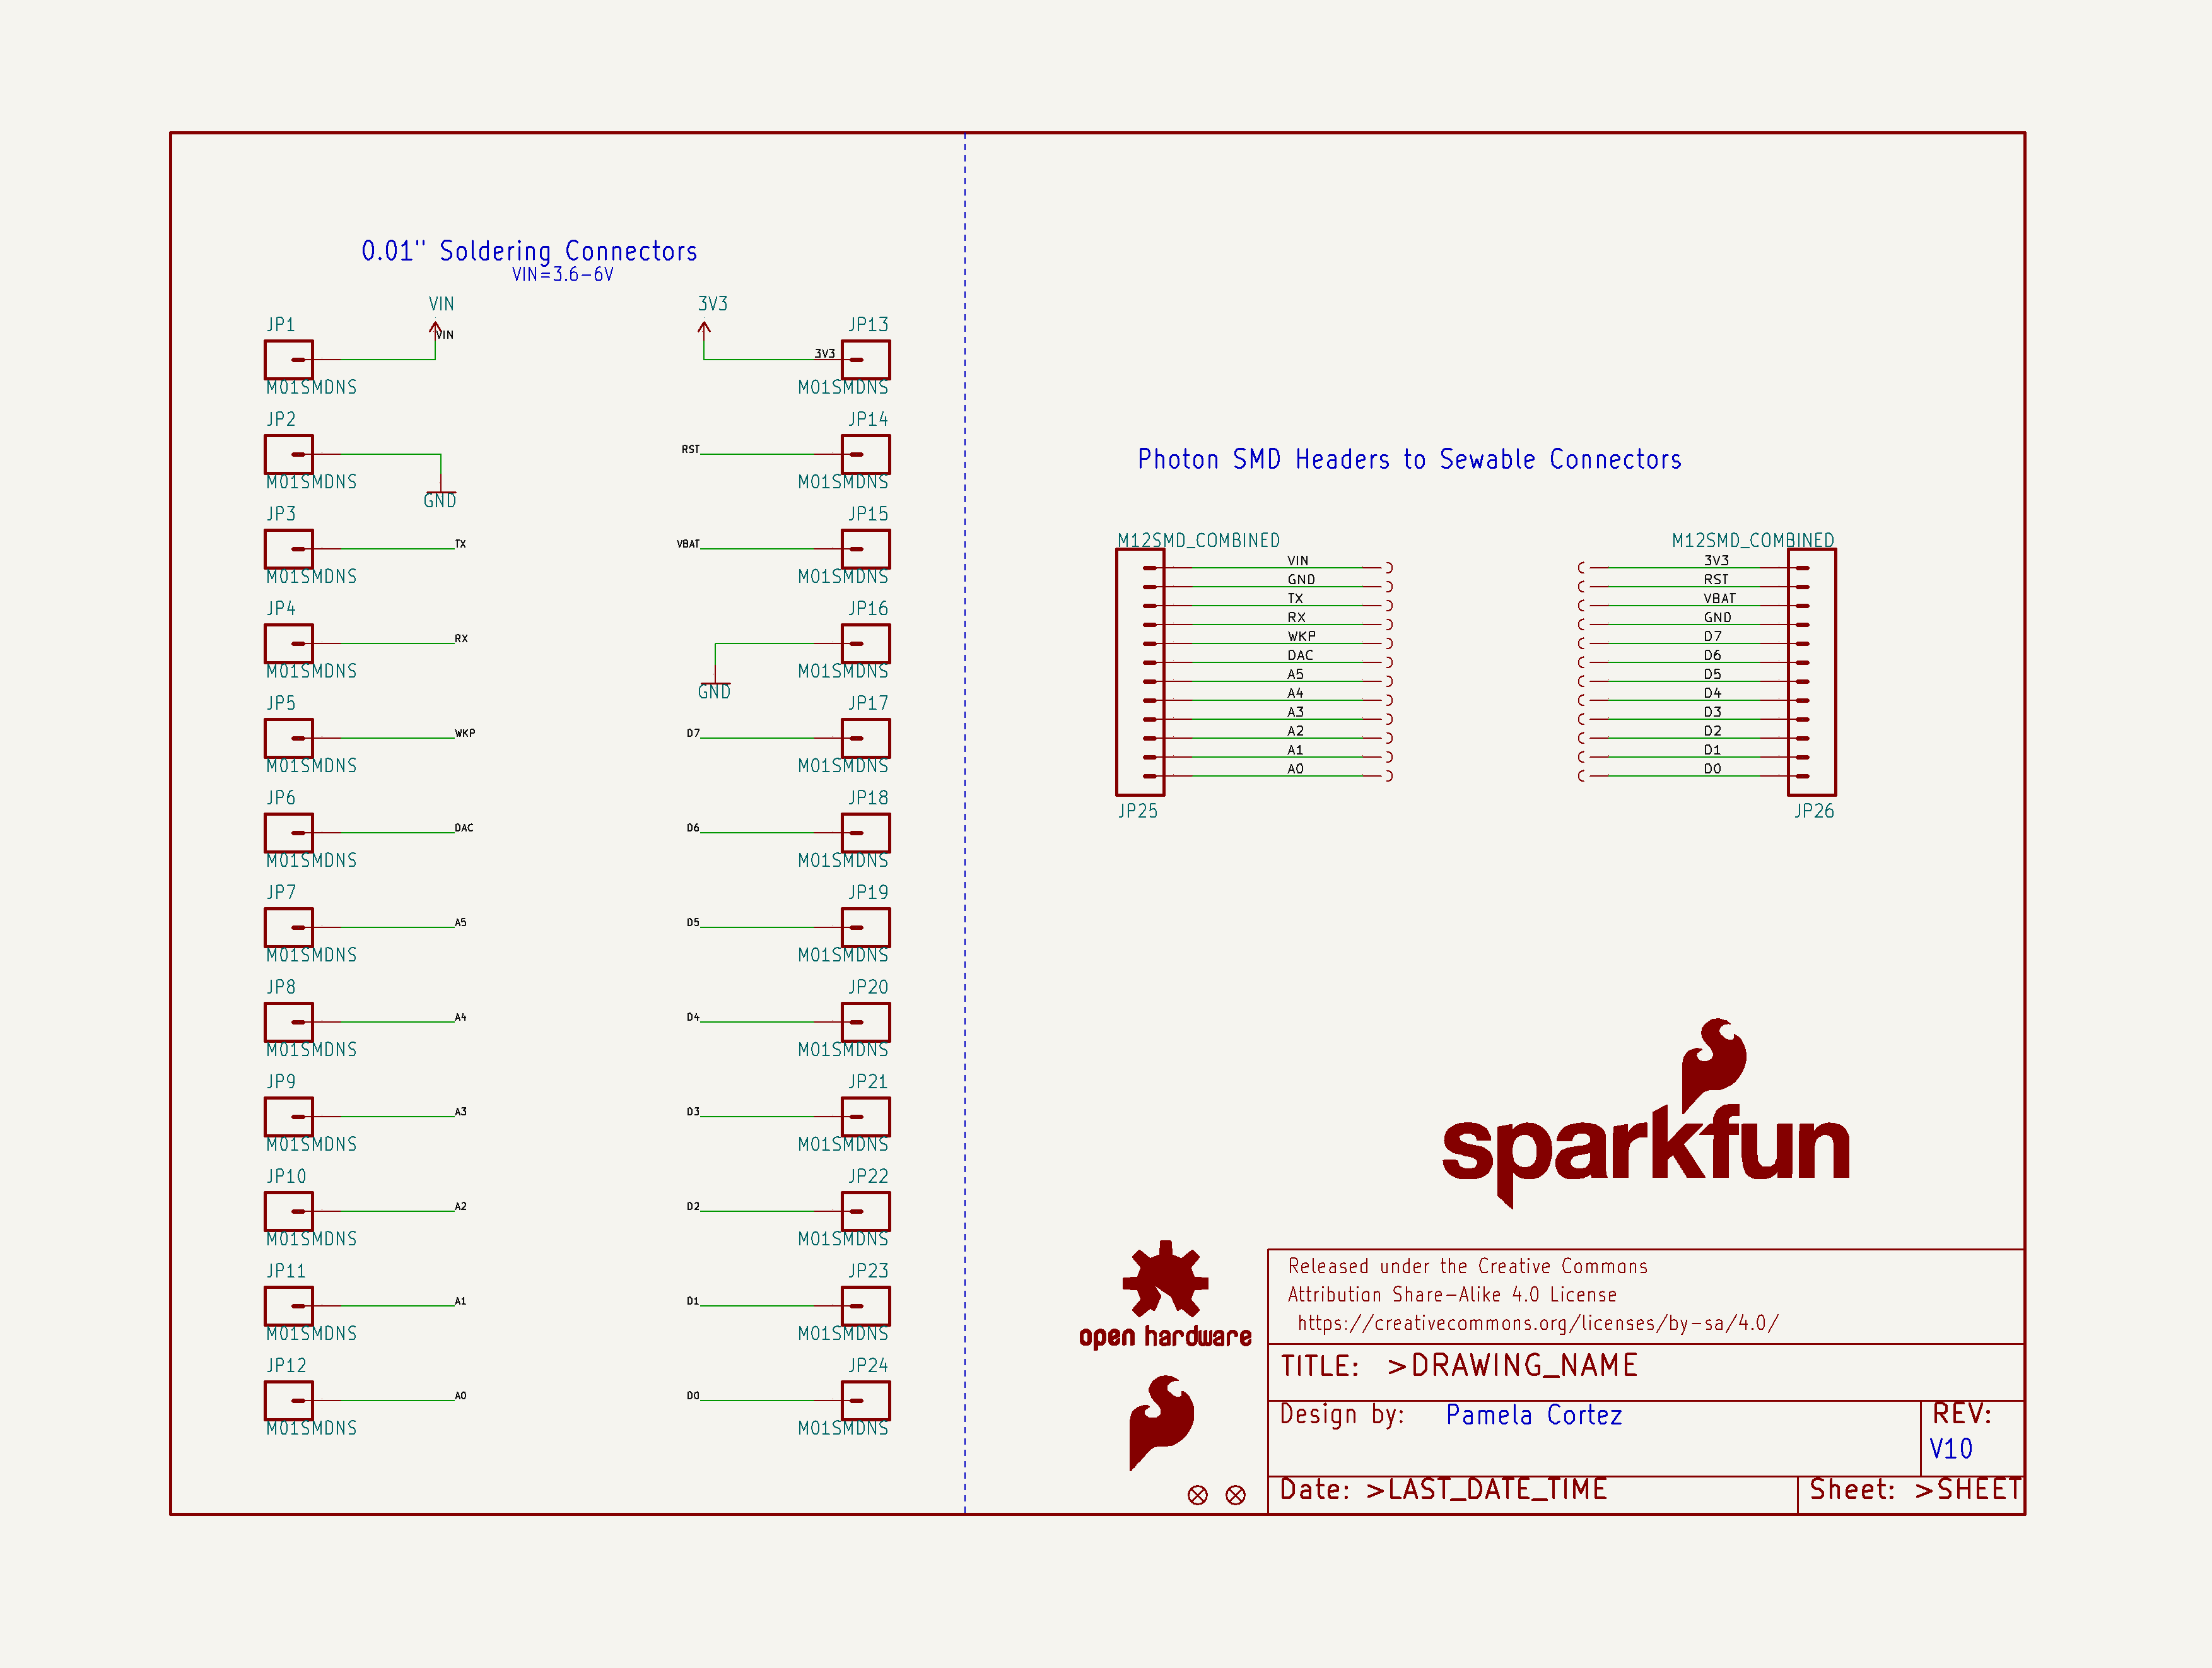 0.01" Soldering Connectors
VIN=3.6-6V
VIN
VIN
JP1
M01SMDNS
JP2
M01SMDNS
GND
JP3
TX
M01SMDNS
JP4
RX
M01SMDNS
JP5
WKP
M01SMDNS
JP6
DAC
M01SMDNS
JP7
A5
M01SMDNS
JP8
A4
M01SMDNS
JP9
A3
M01SMDNS
JP10
A2
M01SMDNS
JP11
A1
M01SMDNS
JP12
A0
M01SMDNS
3V3
JP13
3V3
M01SMDNS
JP14
RST
M01SMDNS
JP15
VBAT
M01SMDNS
JP16
M01SMDNS
GND
JP17
D7
M01SMDNS
JP18
D6
M01SMDNS
JP19
D5
M01SMDNS
JP20
D4
M01SMDNS
JP21
D3
M01SMDNS
JP22
D2
M01SMDNS
JP23
D1
M01SMDNS
JP24
D0
M01SMDNS
Photon SMD Headers to Sewable Connectors
M12SMD_COMBINED
VIN
GND
TX
RX
WKP
DAC
A5
A4
A3
A2
A1
A0
JP25
M12SMD_COMBINED
3V3
RST
VBAT
GND
D7
D6
D5
D4
D3
D2
D1
D0
JP26
sparkfun
open hardware
Released under the Creative Commons
Attribution Share-Alike 4.0 License
https://creativecommons.org/licenses/by-sa/4.0/
TITLE: >DRAWING_NAME
Design by: Pamela Cortez
REV:
V10
Date: >LAST_DATE_TIME
Sheet: >SHEET